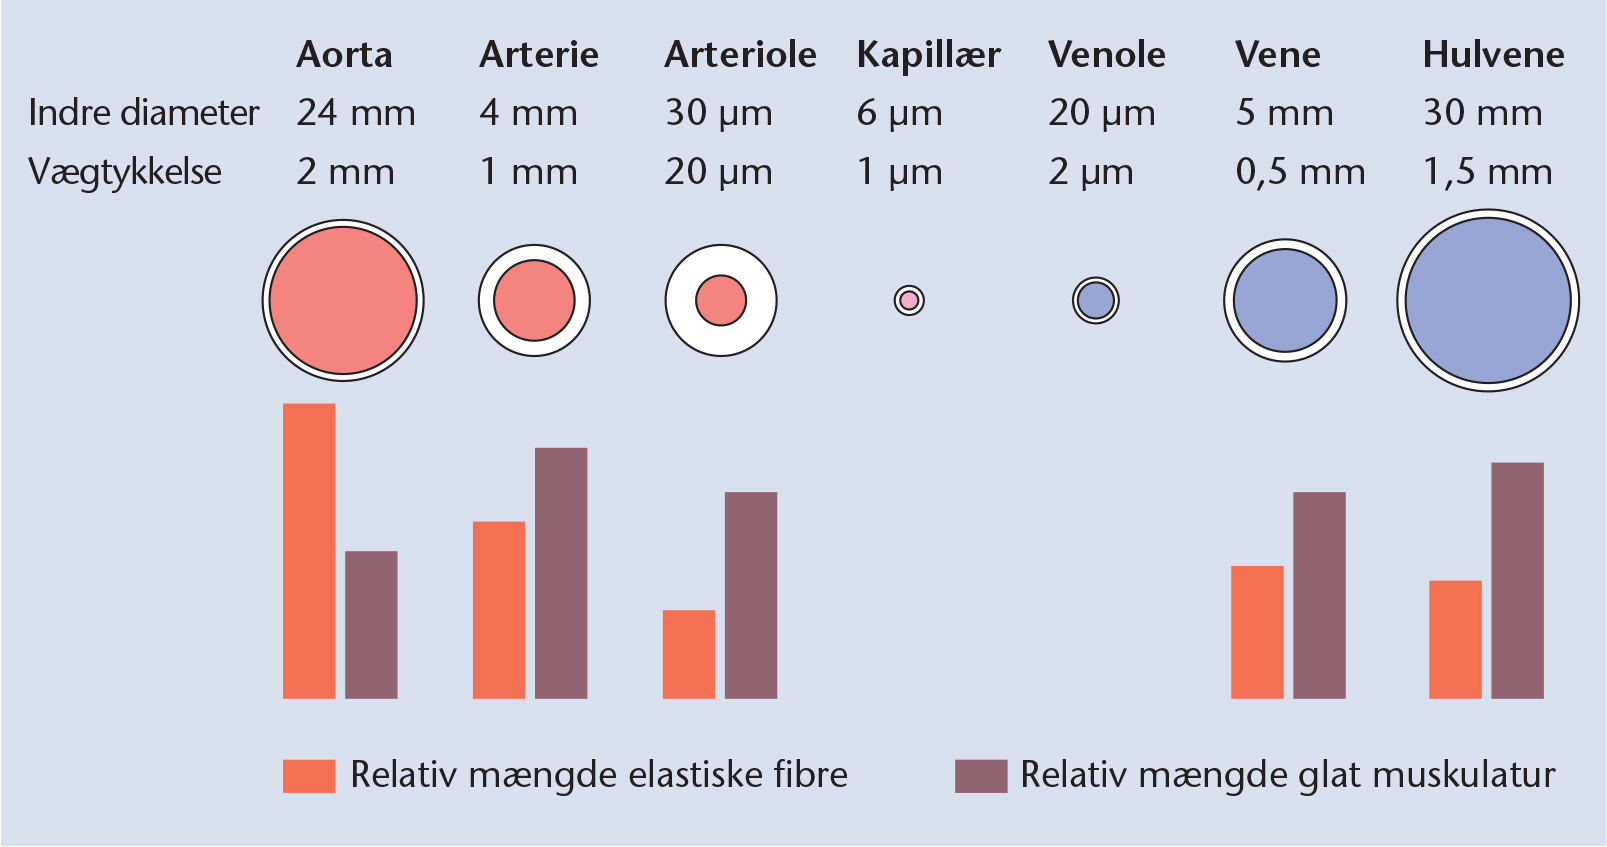 Aorta Arterie Arteriole Kapillær Venole Vene Hulvene
Indre diameter 24 mm 4 mm 30 µm 6 µm 20 µm 5 mm 30 mm
Vægtykkelse 2 mm 1 mm 20 µm 1 µm 2 µm 0,5 mm 1,5 mm
Relativ mængde elastiske fibre Relativ mængde glat muskulatur